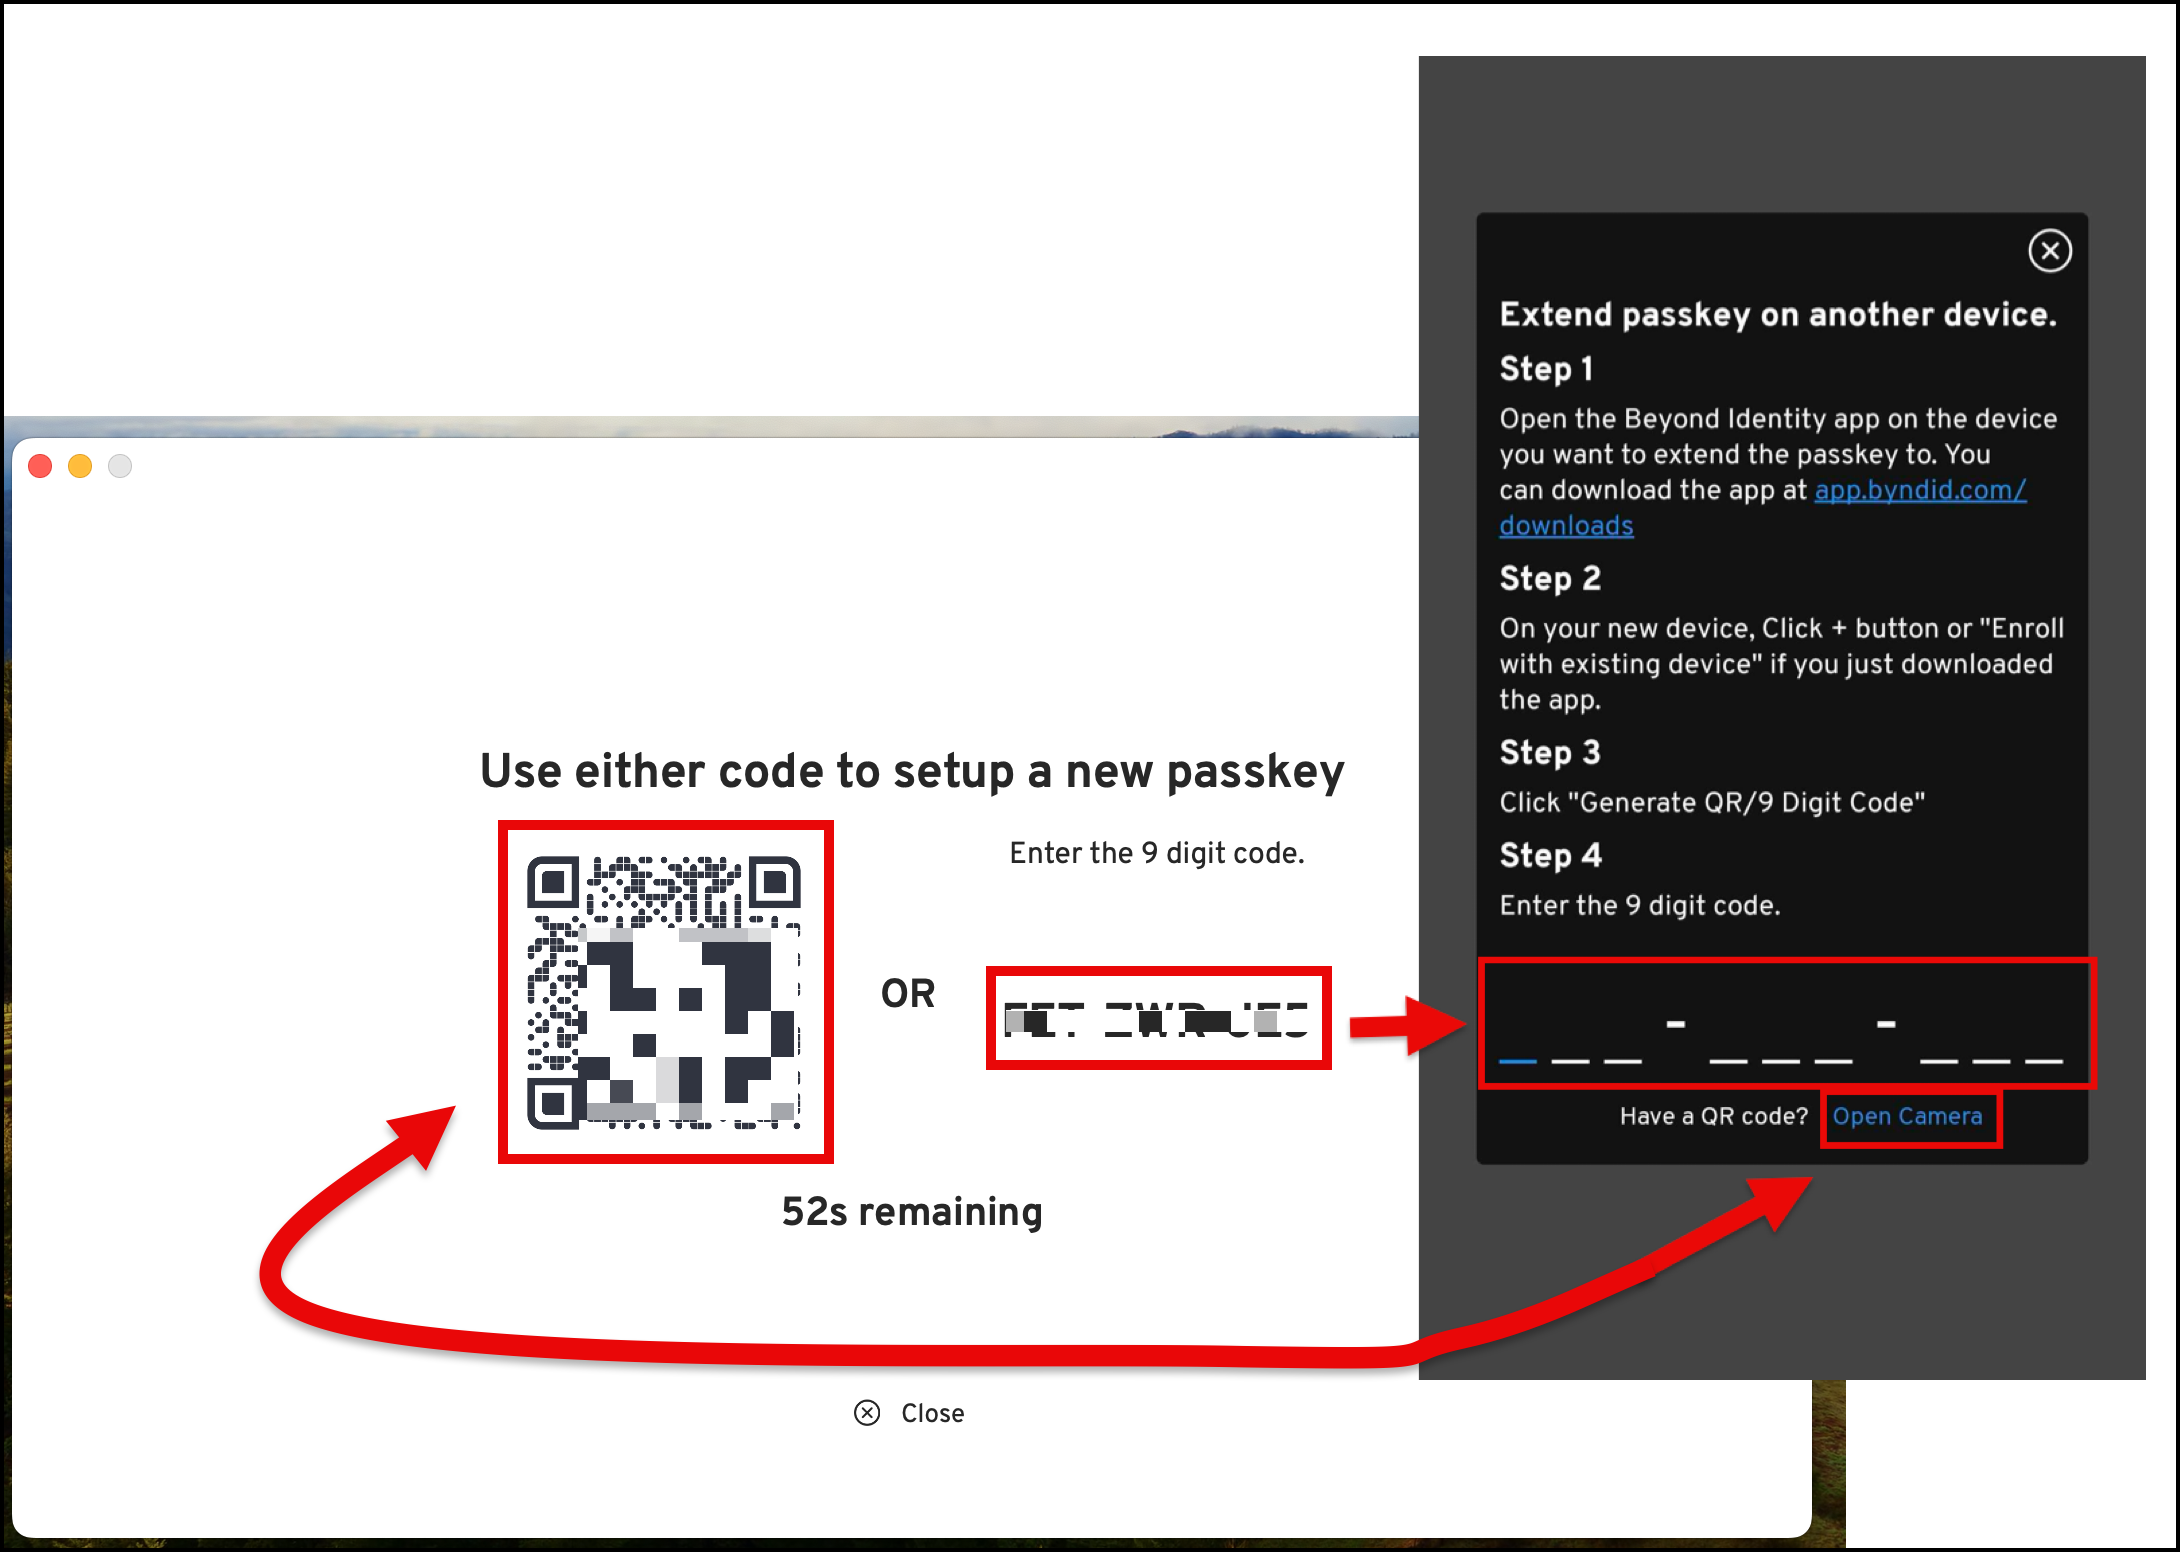 Use either code to setup a new passkey
Enter the 9 digit code.
OR
52s remaining
Close
Extend passkey on another device.
Step 1
Open the Beyond Identity app on the device
you want to extend the passkey to. You
can download the app at app.byndid.com/
downloads
Step 2
On your new device, Click + button or "Enroll
with existing device" if you just downloaded
the app.
Step 3
Click "Generate QR/9 Digit Code"
Step 4
Enter the 9 digit code.
- -
Have a QR code? Open Camera